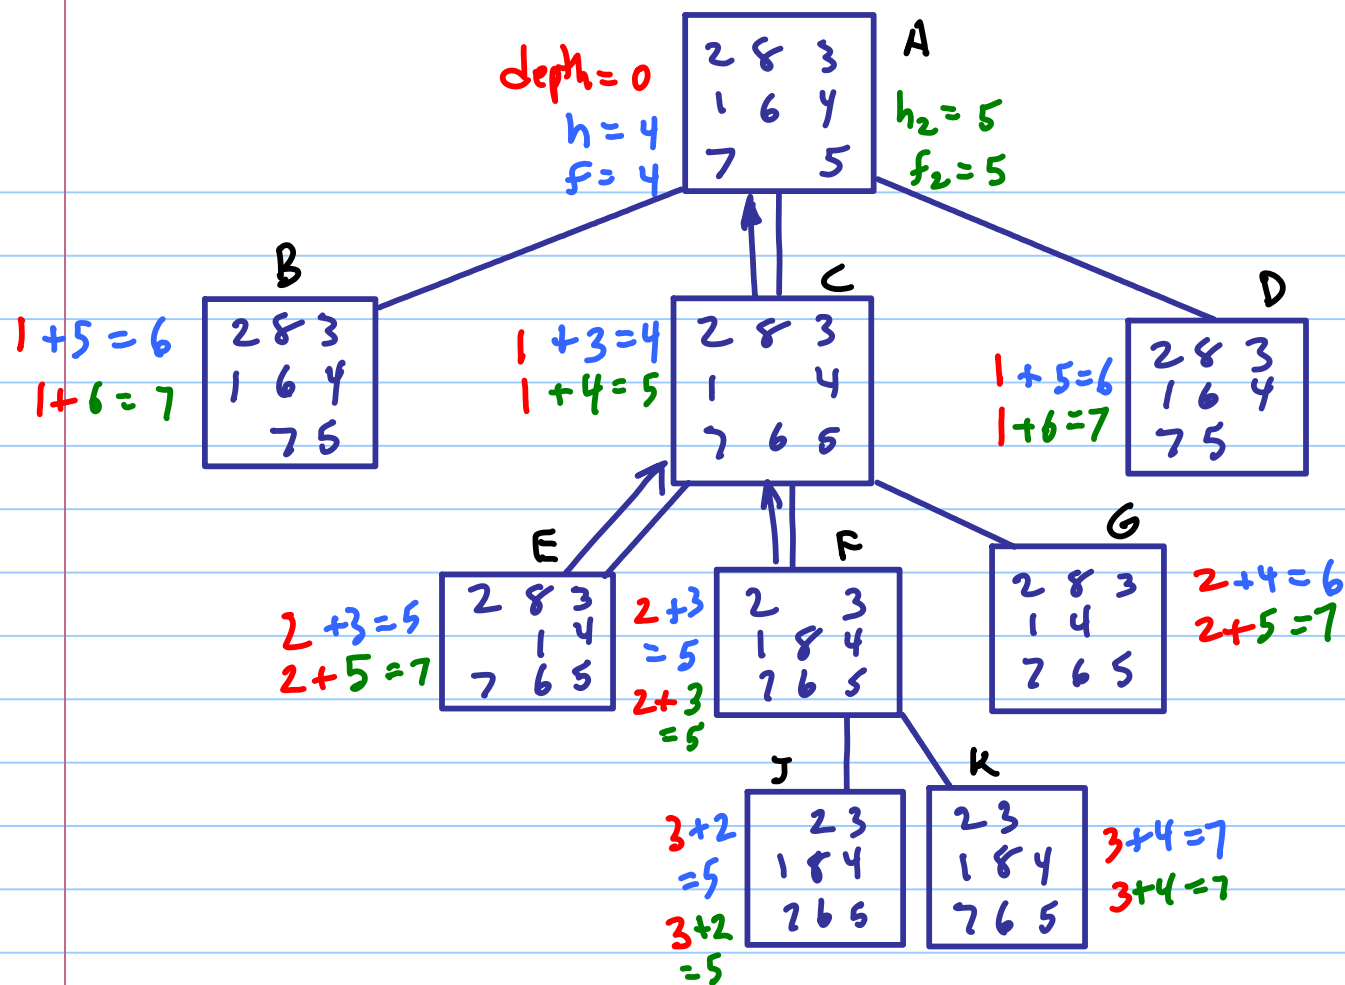 A
depth = 0
h = 4
f = 4
2 8 3
1 6 4
7 5
h2 = 5
f2 = 5
B
1 + 5 = 6
1 + 6 = 7
2 8 3
1 6 4
7 5
C
1 + 3 = 4
1 + 4 = 5
2 8 3
1 4
7 6 5
D
1 + 5 = 6
1 + 6 = 7
2 8 3
1 6 4
7 5
E
2 + 3 = 5
2 + 5 = 7
2 8 3
1 4
7 6 5
F
2 + 3
= 5
2 + 3
= 5
2 3
1 8 4
7 6 5
G
2 8 3
1 4
7 6 5
2 + 4 = 6
2 + 5 = 7
J
3 + 2
= 5
3 + 2
= 5
2 3
1 8 4
7 6 5
K
2 3
1 8 4
7 6 5
3 + 4 = 7
3 + 4 = 7